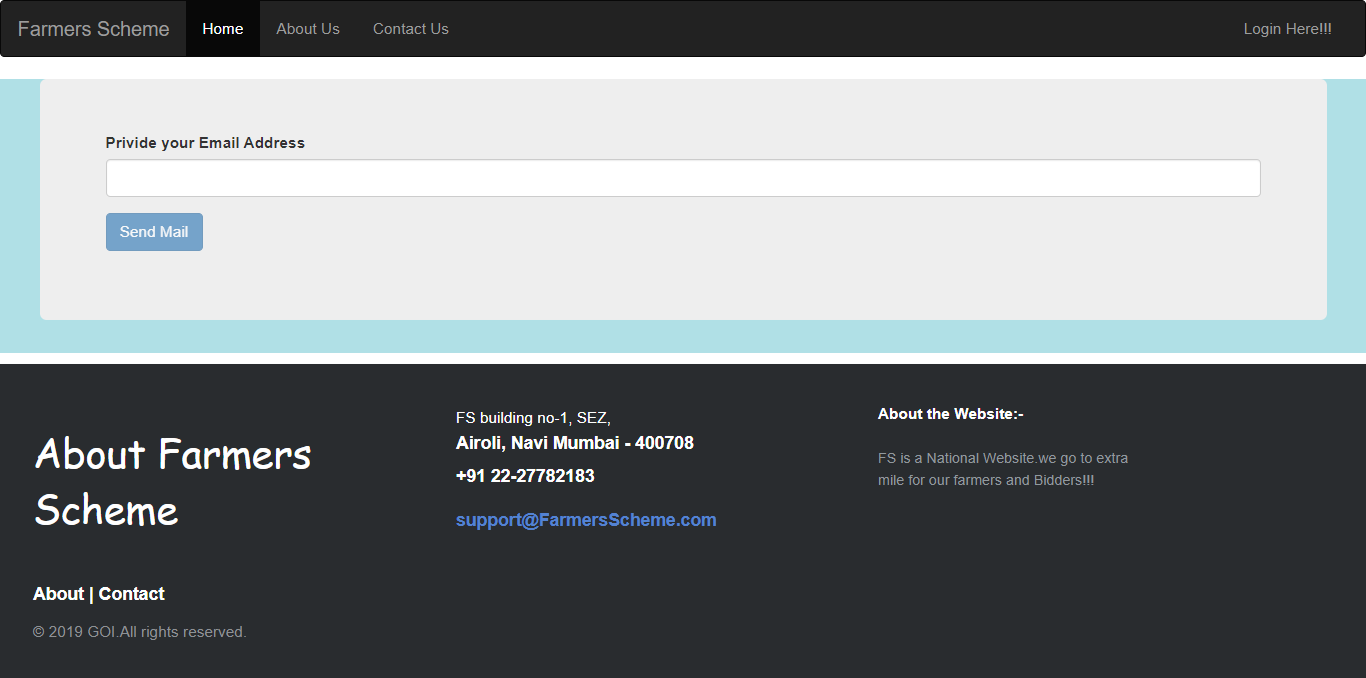 Farmers Scheme Home About Us Contact Us Login Here!!!
Privide your Email Address
Send Mail
About Farmers
Scheme
About | Contact
© 2019 GOI.All rights reserved.
FS building no-1, SEZ,
Airoli, Navi Mumbai - 400708
+91 22-27782183
support@FarmersScheme.com
About the Website:-
FS is a National Website.we go to extra
mile for our farmers and Bidders!!!